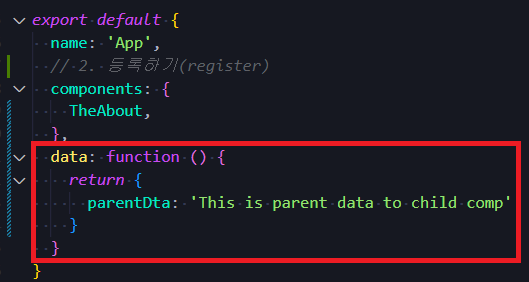 export default {
name: 'App',
// 2. 등록하기(register)
components: {
TheAbout,
},
data: function () {
return {
parentDta: 'This is parent data to child comp'
}
}
}